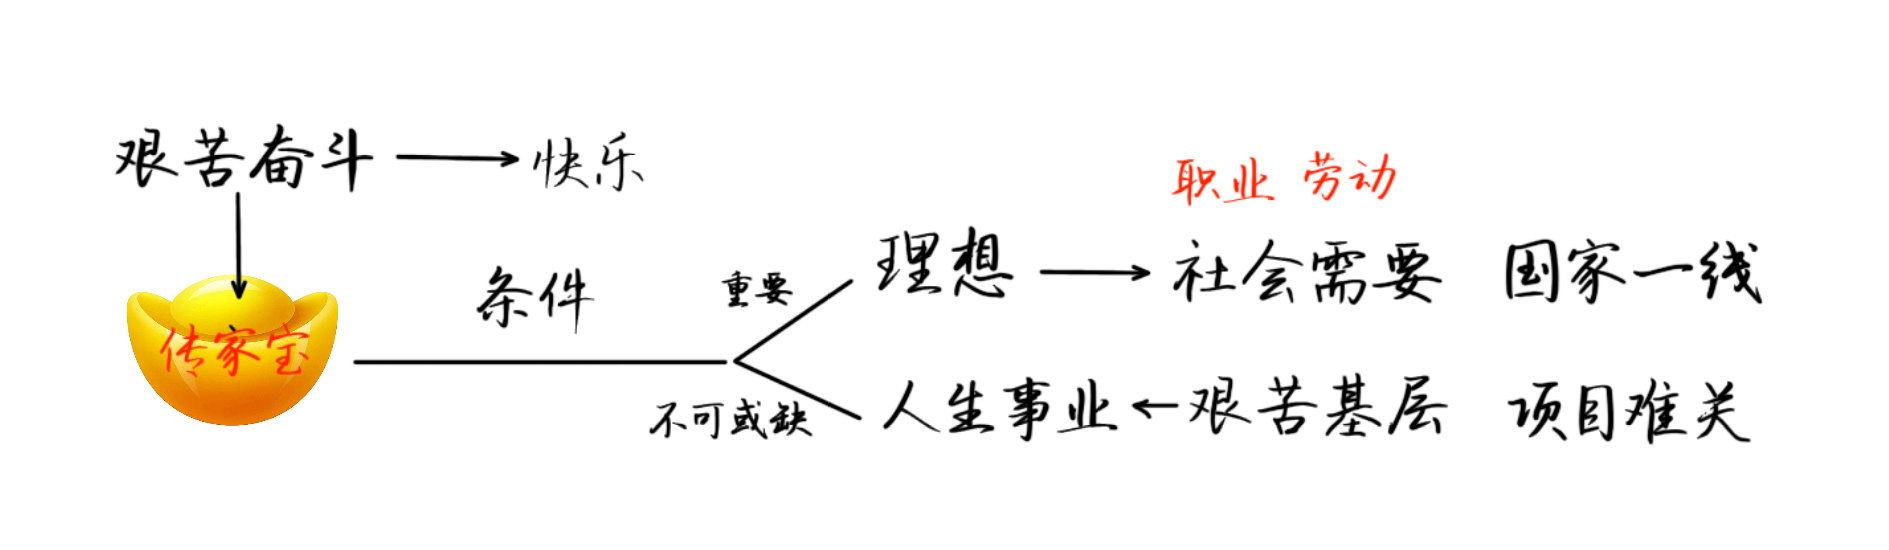 艰苦奋斗 快乐
职业 劳动
条件 重要 理想 社会需要 国家一线
传家宝
不可或缺 人生事业 艰苦基层 项目难关